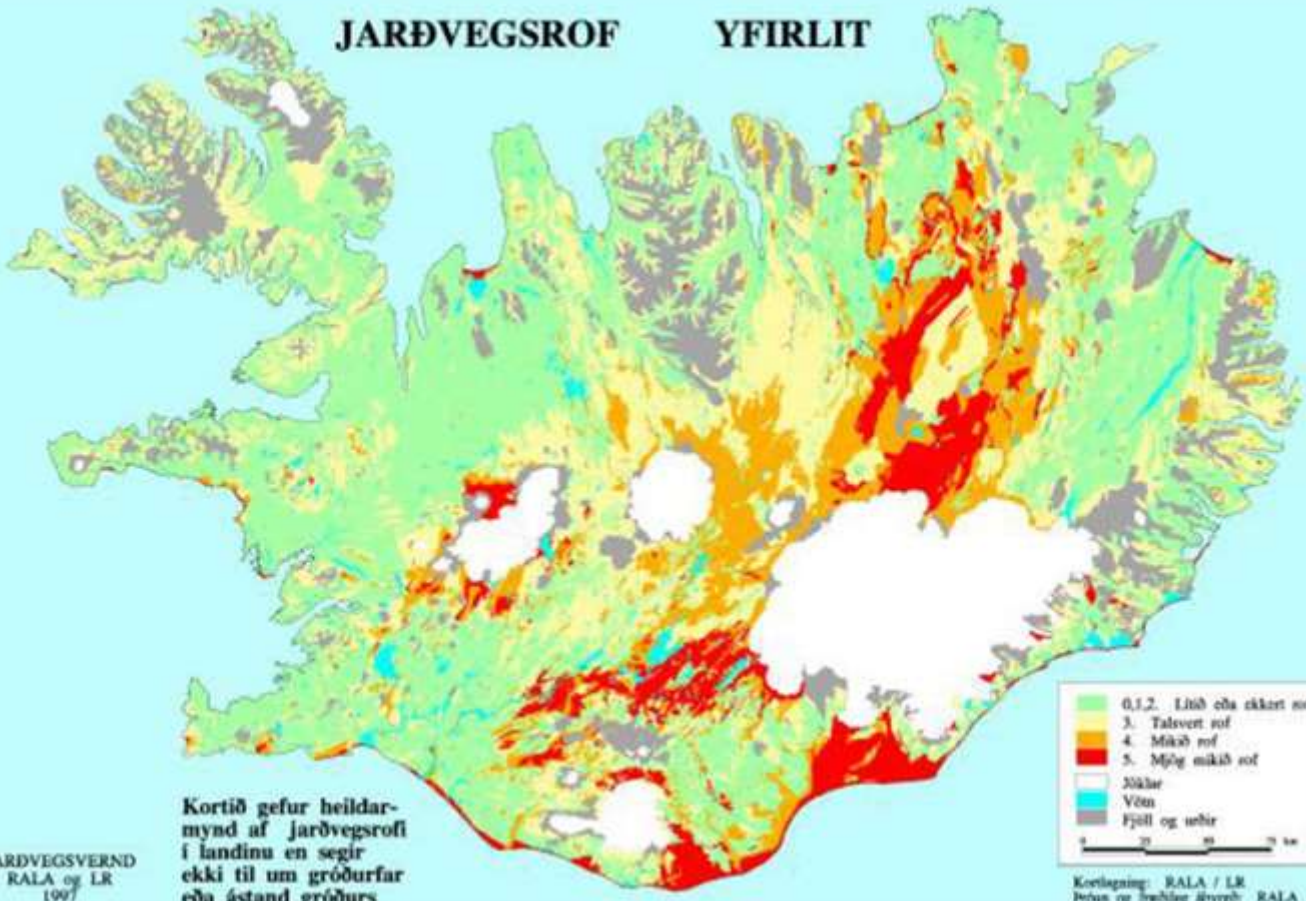 JARÐVEGSROF YFIRLIT
0,1,2. Lítið eða ekkert
3. Talsvert rof
4. Mikið rof
5. Mjög mikið rof
Jöklar
Vötn
Fjöll og urðir
km
Kortið gefur heildar-
mynd af jarðvegsrofi
í landinu en segir
ekki til um gróðurfar
eða ástand gróðurs
RALA og LR
1997
Kortlagning: RALA / LR
RALA